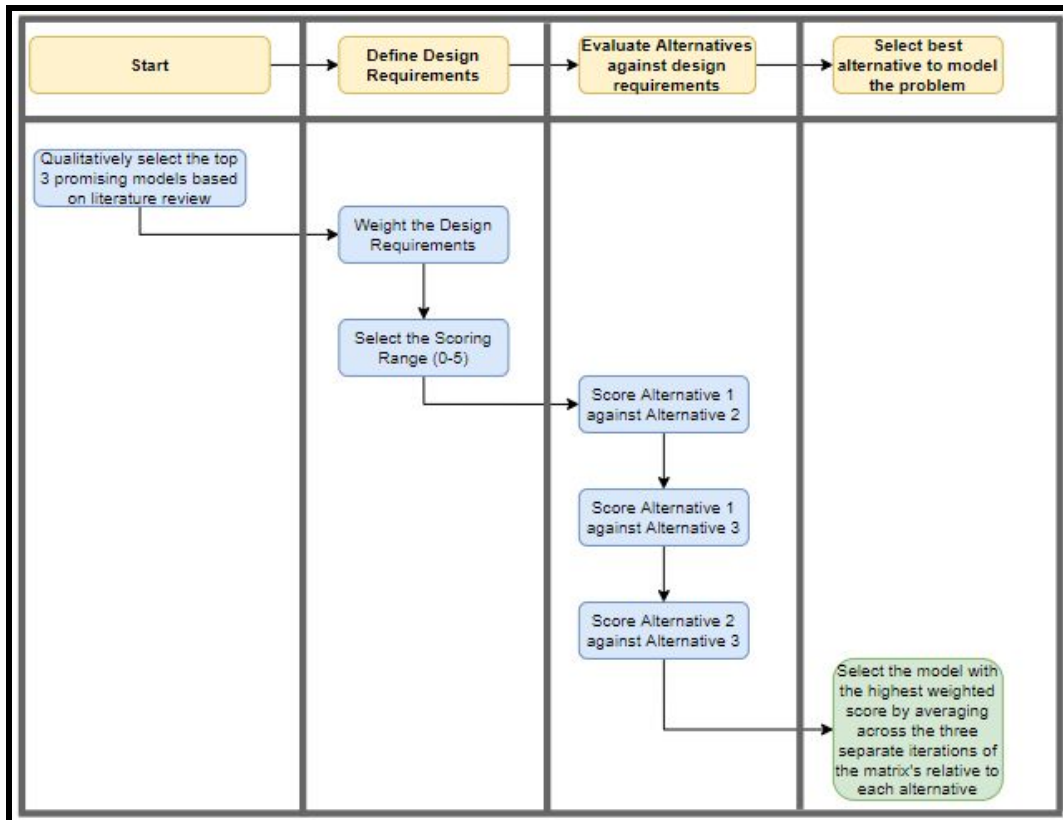 Start
Define Design
Requirements
Evaluate Alternatives
against design
requirements
Select best
alternative to model
the problem
Qualitatively select the top
3 promising models based
on literature review
Weight the Design
Requirements
Select the Scoring
Range (0-5)
Score Alternative 1
against Alternative 2
Score Alternative 1
against Alternative 3
Score Alternative 2
against Alternative 3
Select the model with
the highest weighted
score by averaging
across the three
separate iterations of
the matrix's relative to
each alternative